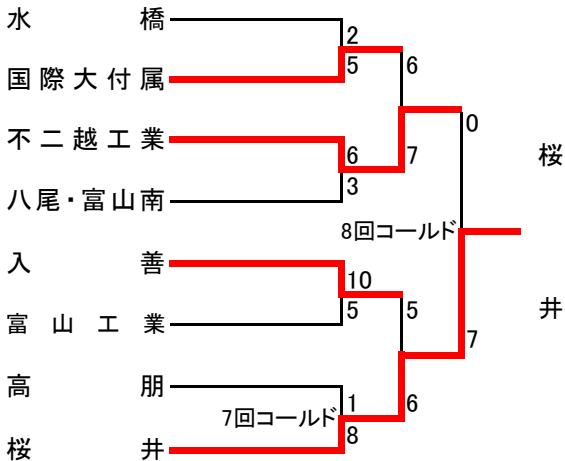 水橋
2
国際大付属
5
6
不二越工業
6
7
0
八尾・富山南
3
8回コールド
桜井
入善
10
富山工業
5
5
7
高朋
1
7回コールド
6
桜井
8